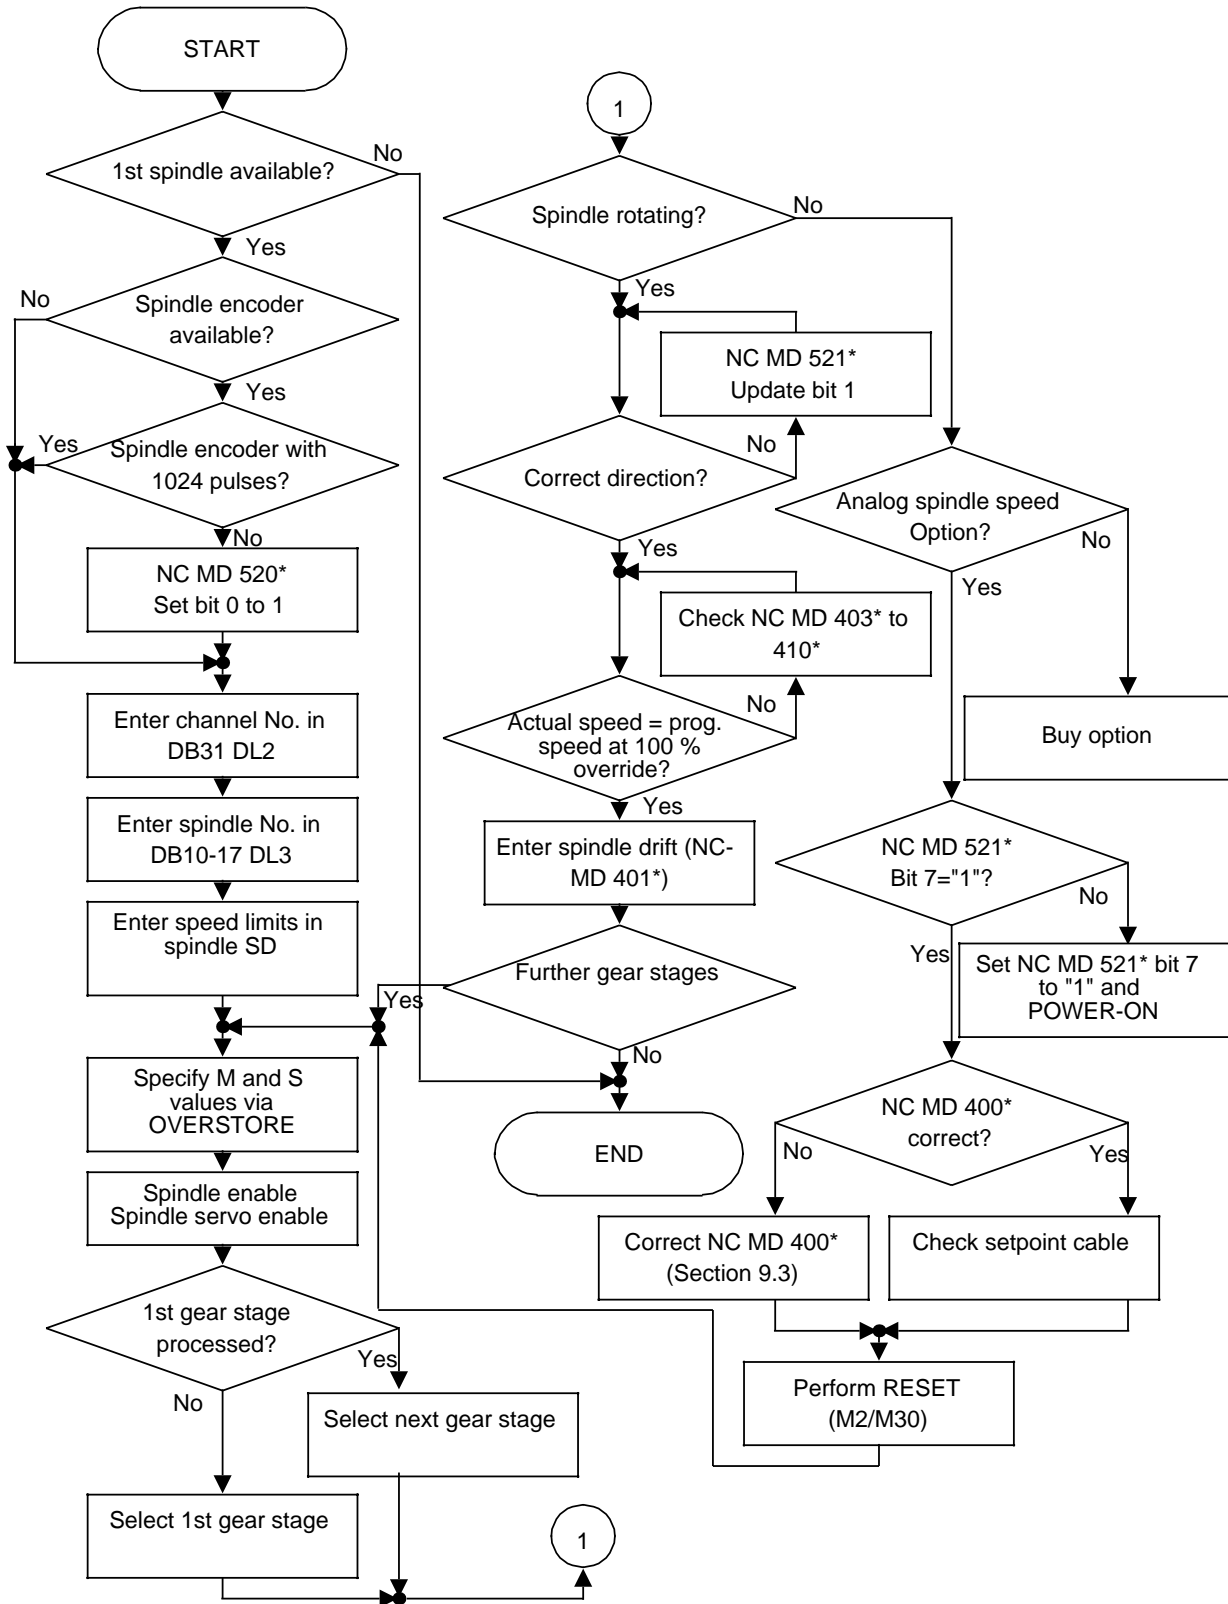 START
1st spindle available?
No
Yes
No
Spindle encoder
available?
Yes
Yes
Spindle encoder with
1024 pulses?
No
NC MD 520*
Set bit 0 to 1
Enter channel No. in
DB31 DL2
Enter spindle No. in
DB10-17 DL3
Enter speed limits in
spindle SD
Specify M and S
values via
OVERSTORE
Spindle enable
Spindle servo enable
1st gear stage
processed?
Yes
No
Select next gear stage
Select 1st gear stage
1
1
Spindle rotating?
No
Yes
NC MD 521*
Update bit 1
No
Correct direction?
Yes
Check NC MD 403* to
410*
No
Actual speed = prog.
speed at 100 %
override?
Yes
Enter spindle drift (NC-
MD 401*)
Further gear stages
Yes
No
END
Analog spindle speed
Option?
No
Yes
Buy option
NC MD 521*
Bit 7="1"?
No
Yes
Set NC MD 521* bit 7
to "1" and
POWER-ON
NC MD 400*
correct?
No
Yes
Correct NC MD 400*
(Section 9.3)
Check setpoint cable
Perform RESET
(M2/M30)